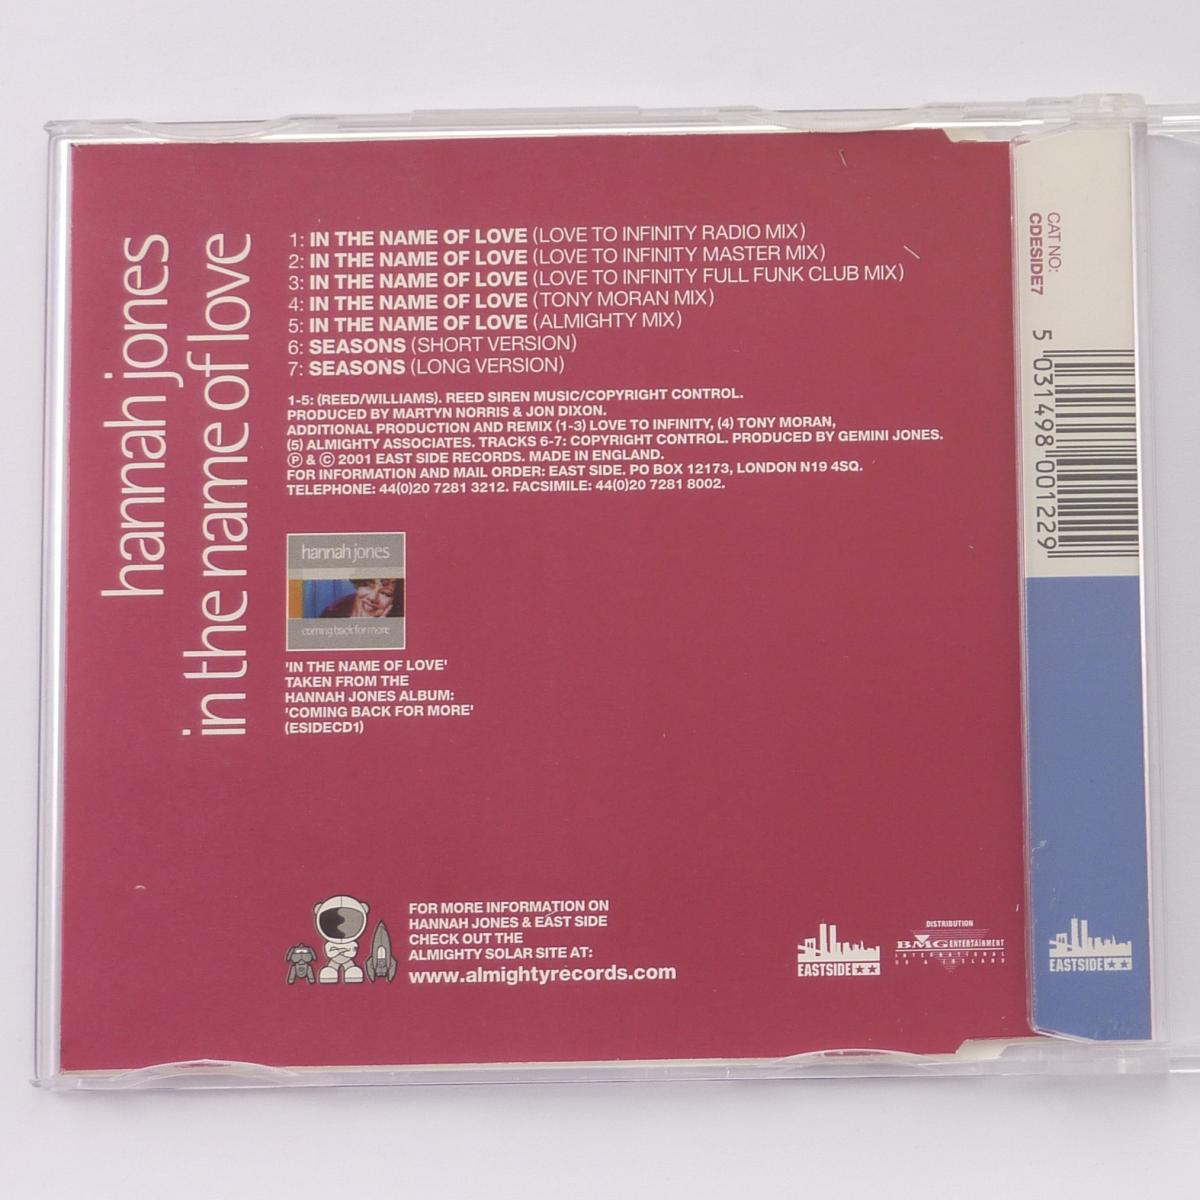 hannah jones
in the name of love
1: IN THE NAME OF LOVE (LOVE TO INFINITY RADIO MIX)
2: IN THE NAME OF LOVE (LOVE TO INFINITY MASTER MIX)
3: IN THE NAME OF LOVE (LOVE TO INFINITY FULL FUNK CLUB MIX)
4: IN THE NAME OF LOVE (TONY MORAN MIX)
5: IN THE NAME OF LOVE (ALMIGHTY MIX)
6: SEASONS (SHORT VERSION)
7: SEASONS (LONG VERSION)
1-5: (REED/WILLIAMS). REED SIREN MUSIC/COPYRIGHT CONTROL.
PRODUCED BY MARTYN NORRIS & JON DIXON.
ADDITIONAL PRODUCTION AND REMIX (1-3) LOVE TO INFINITY, (4) TONY MORAN,
(5) ALMIGHTY ASSOCIATES. TRACKS 6-7: COPYRIGHT CONTROL. PRODUCED BY GEMINI JONES.
℗ & © 2001 EAST SIDE RECORDS. MADE IN ENGLAND.
FOR INFORMATION AND MAIL ORDER: EAST SIDE. PO BOX 12173, LONDON N19 4SQ.
TELEPHONE: 44(0)20 7281 3212. FACSIMILE: 44(0)20 7281 8002.
hannah jones
coming back for more
'IN THE NAME OF LOVE'
TAKEN FROM THE
HANNAH JONES ALBUM:
'COMING BACK FOR MORE'
(ESIDECD1)
FOR MORE INFORMATION ON
HANNAH JONES & EAST SIDE
CHECK OUT THE
ALMIGHTY SOLAR SITE AT:
www.almightyrecords.com
EASTSIDE★★
DISTRIBUTION
BMG ENTERTAINMENT
INTERNATIONAL
UK & IRELAND
CAT NO:
CDESIDE7
5 031498 001229
EASTSIDE★★